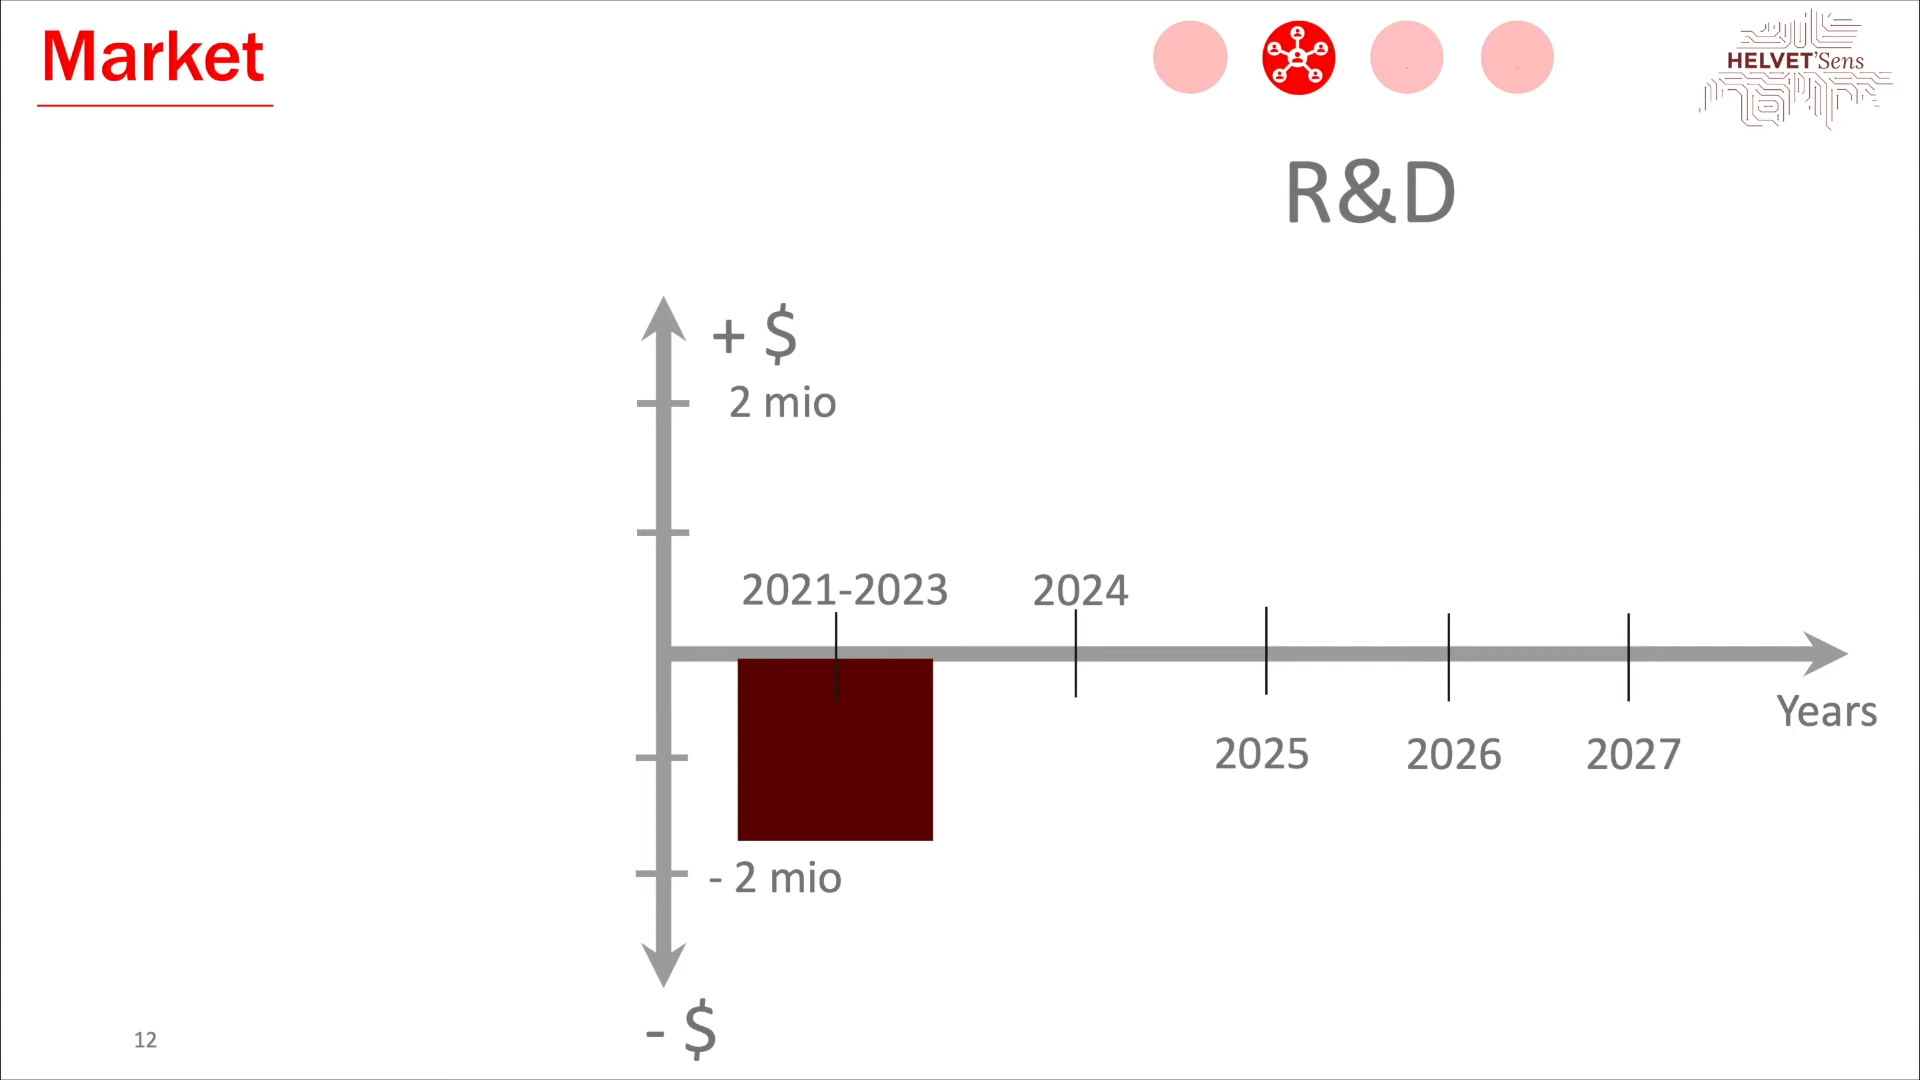 Market
HELVET'Sens
R&D
+ $
2 mio
2021-2023
2024
Years
2025
2026
2027
- 2 mio
- $
12